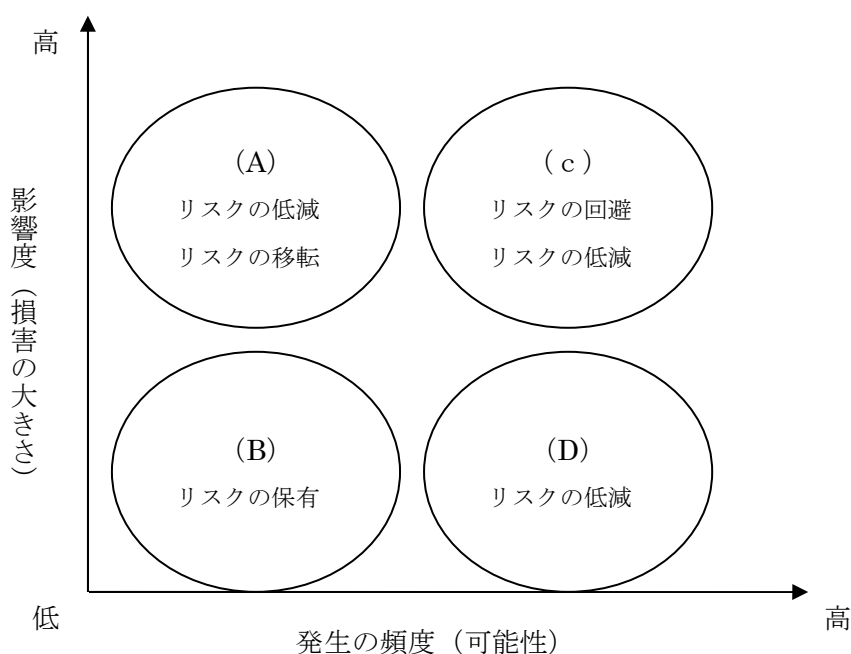 高
(A)
リスクの低減
リスクの移転
(c)
リスクの回避
リスクの低減
影響度(損害の大きさ)
(B)
リスクの保有
(D)
リスクの低減
低
高
発生の頻度(可能性)